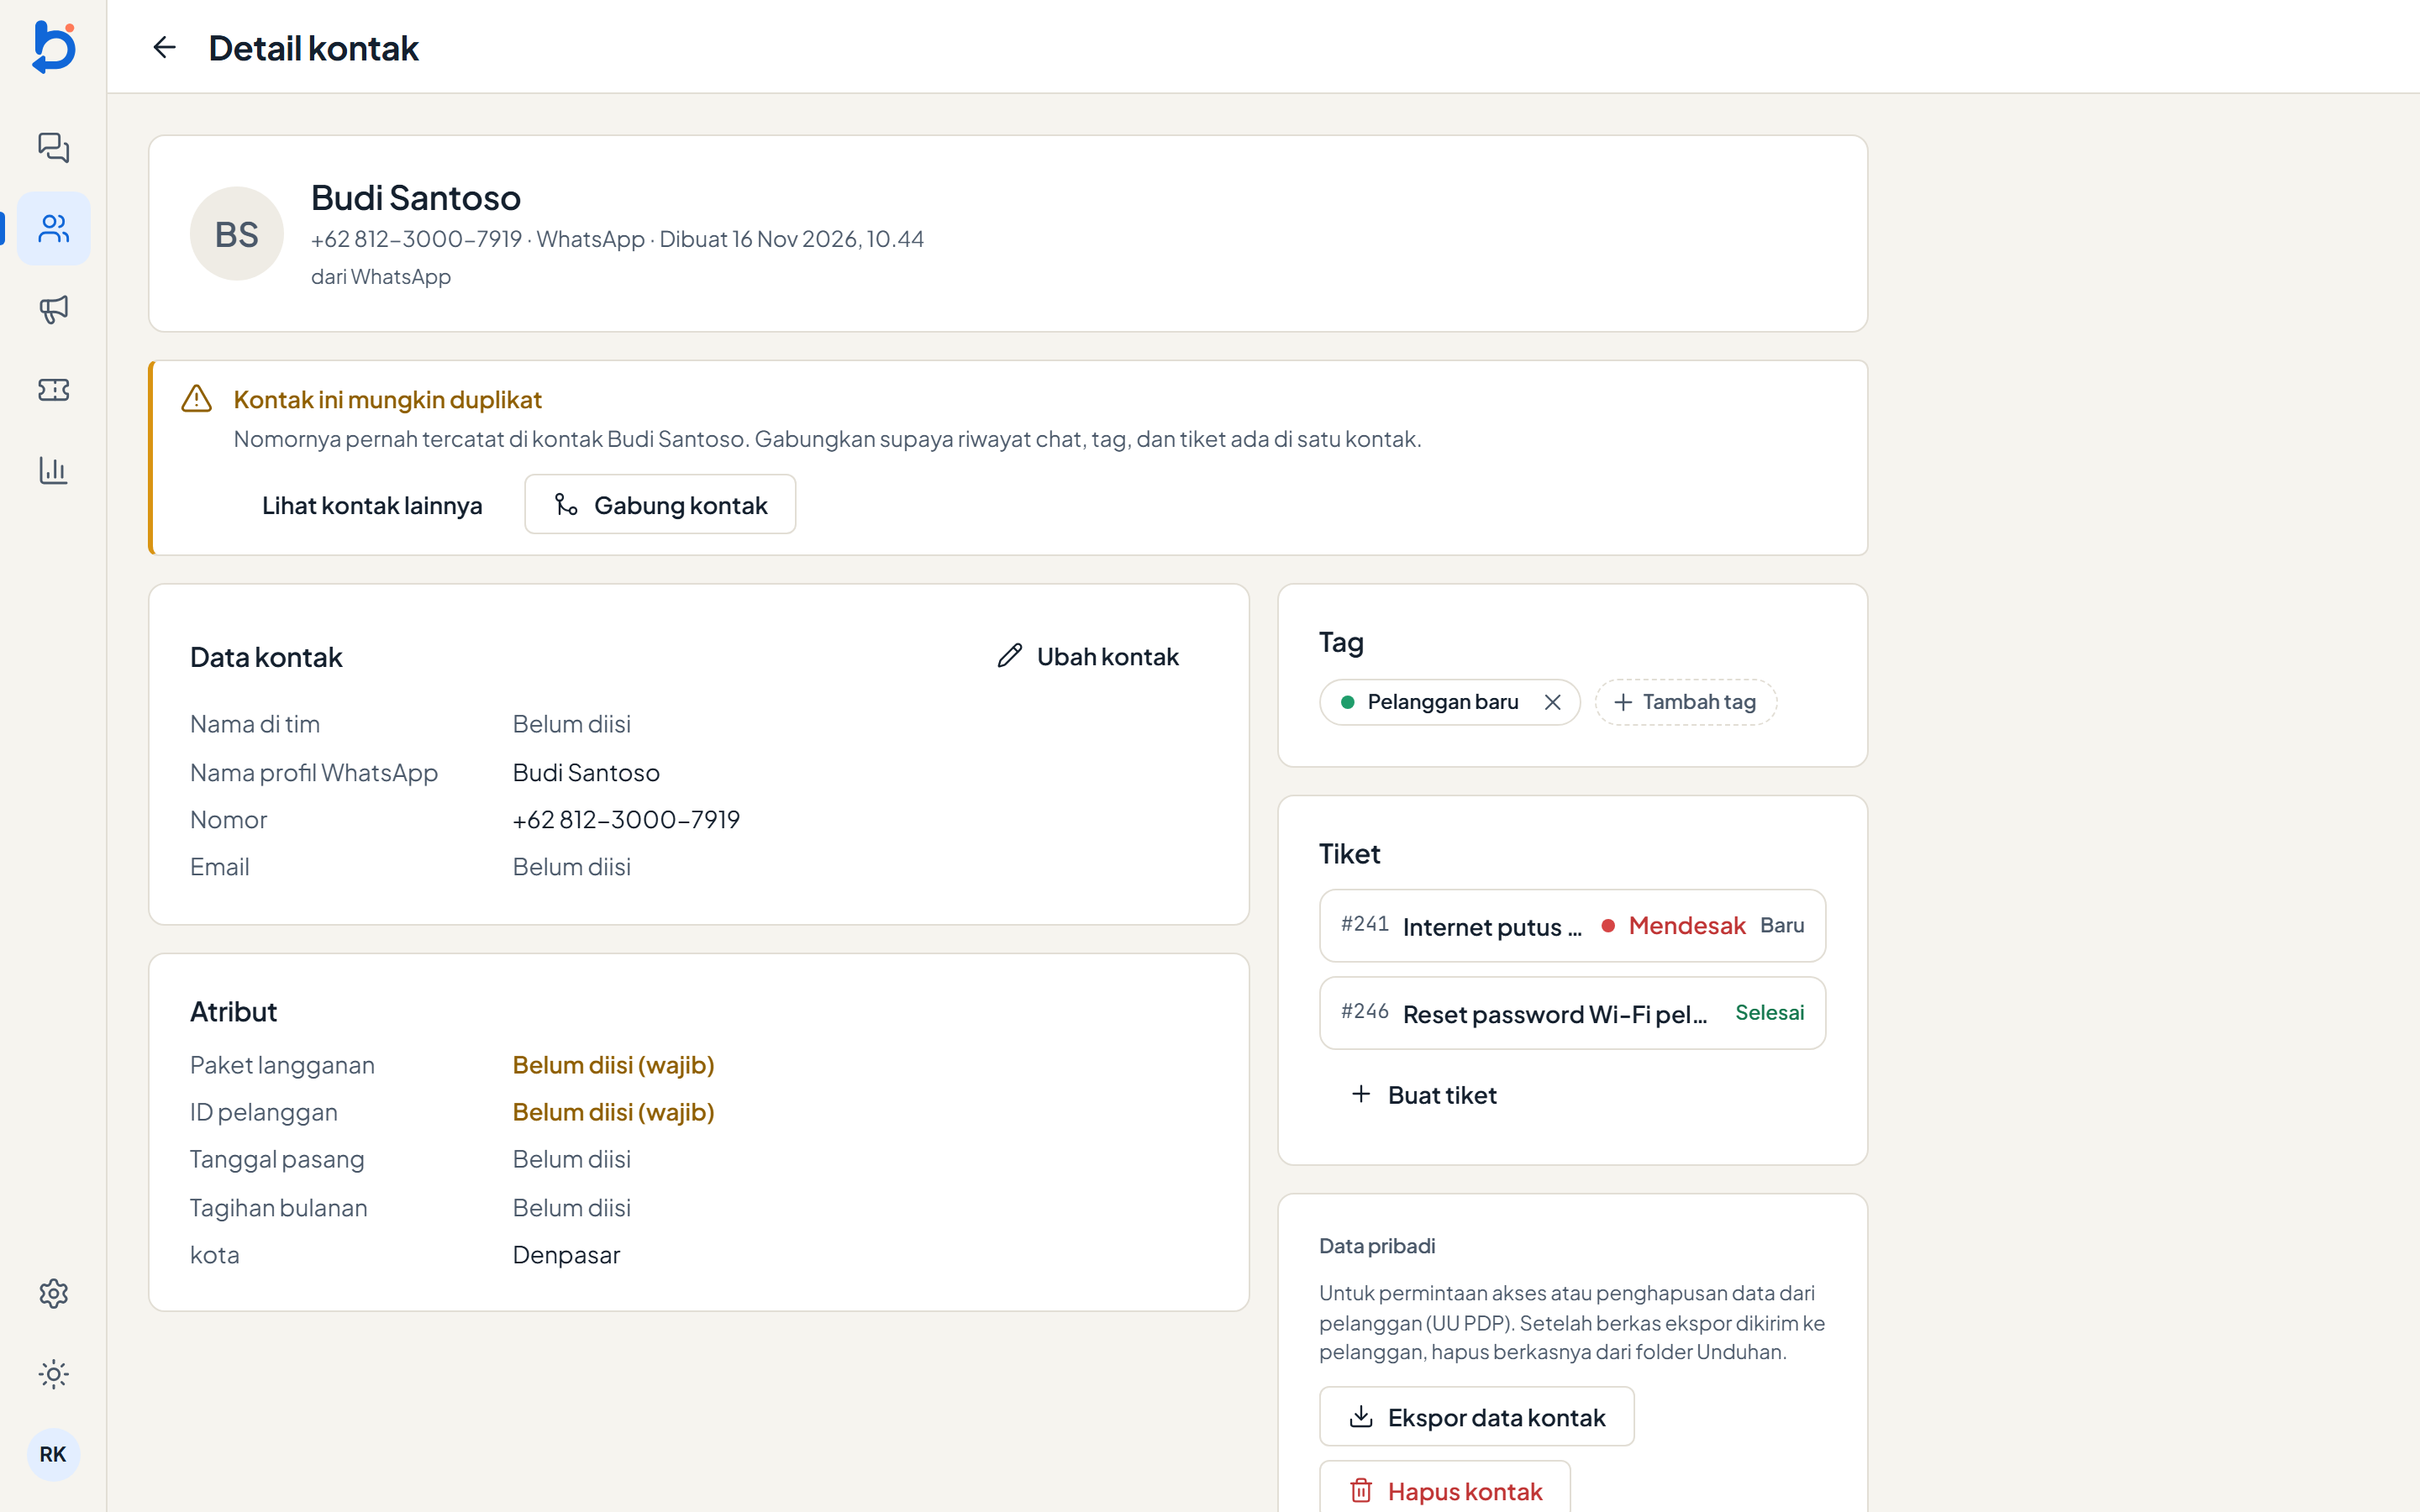 Detail kontak
BS
Budi Santoso
+62 812-3000-7919 · WhatsApp · Dibuat 16 Nov 2026, 10.44
dari WhatsApp
Kontak ini mungkin duplikat
Nomornya pernah tercatat di kontak Budi Santoso. Gabungkan supaya riwayat chat, tag, dan tiket ada di satu kontak.
Lihat kontak lainnya
Gabung kontak
Data kontak
Ubah kontak
Nama di tim Belum diisi
Nama profil WhatsApp Budi Santoso
Nomor +62 812-3000-7919
Email Belum diisi
Atribut
Paket langganan Belum diisi (wajib)
ID pelanggan Belum diisi (wajib)
Tanggal pasang Belum diisi
Tagihan bulanan Belum diisi
kota Denpasar
Tag
Pelanggan baru
Tambah tag
Tiket
#241 Internet putus ... Mendesak Baru
#246 Reset password Wi-Fi pel... Selesai
Buat tiket
Data pribadi
Untuk permintaan akses atau penghapusan data dari
pelanggan (UU PDP). Setelah berkas ekspor dikirim ke
pelanggan, hapus berkasnya dari folder Unduhan.
Ekspor data kontak
Hapus kontak
RK